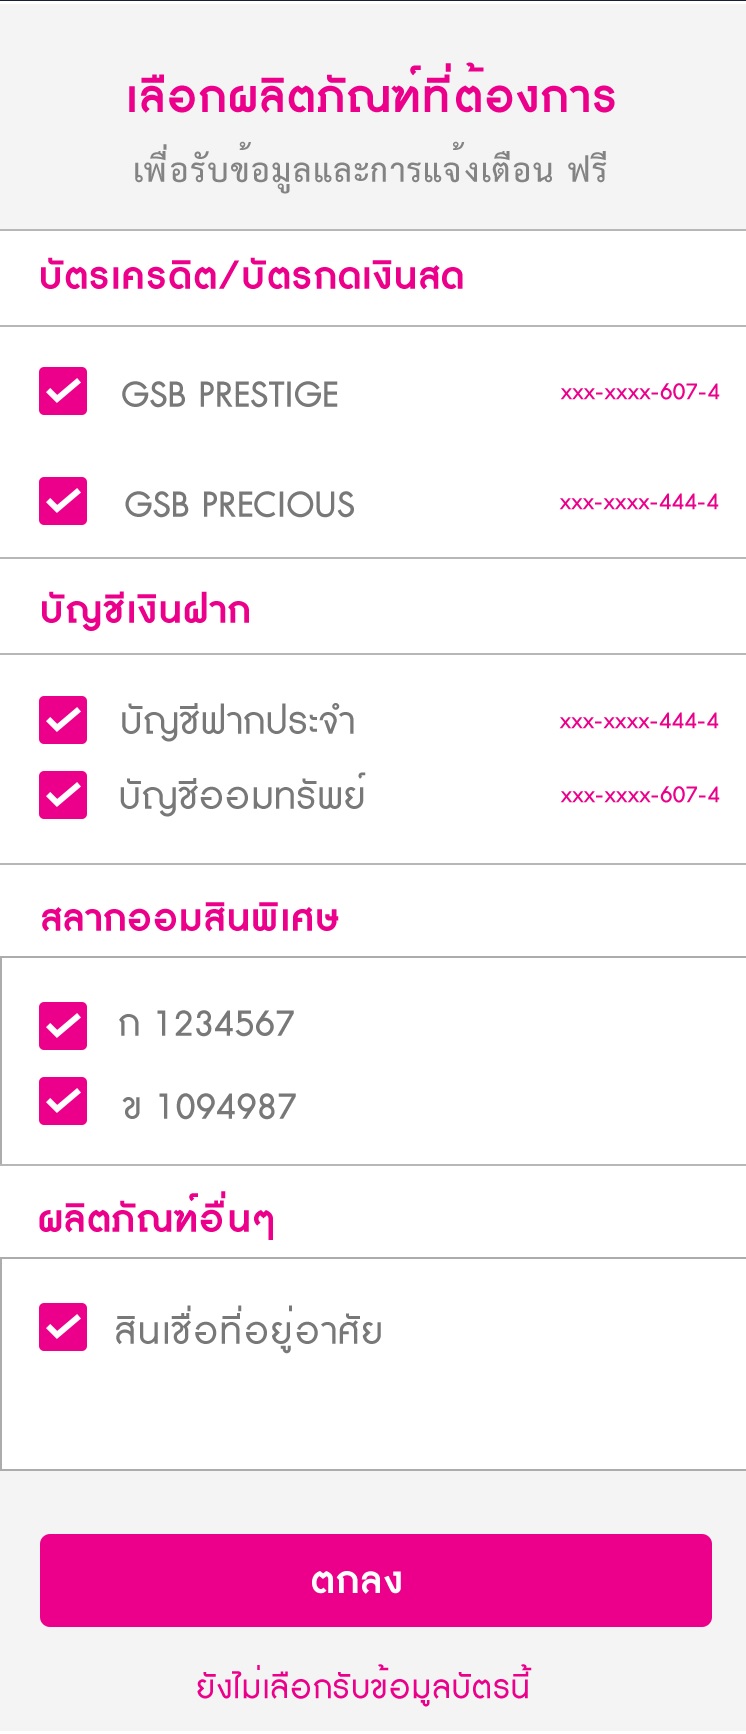 เลือกผลิตภัณฑ์ที่ต้องการ
เพื่อรับข้อมูลและการแจ้งเตือน ฟรี
บัตรเครดิต/บัตรกดเงินสด
GSB PRESTIGE xxx-xxxx-607-4
GSB PRECIOUS xxx-xxxx-444-4
บัญชีเงินฝาก
บัญชีฟากประจำ xxx-xxxx-444-4
บัญชีออมทรัพย์ xxx-xxxx-607-4
สลากออมสินพิเศษ
ก 1234567
ข 1094987
ผลิตภัณฑ์อื่นๆ
สินเชื่อที่อยู่อาศัย
ตกลง
ยังไม่เลือกรับข้อมูลบัตรนี้